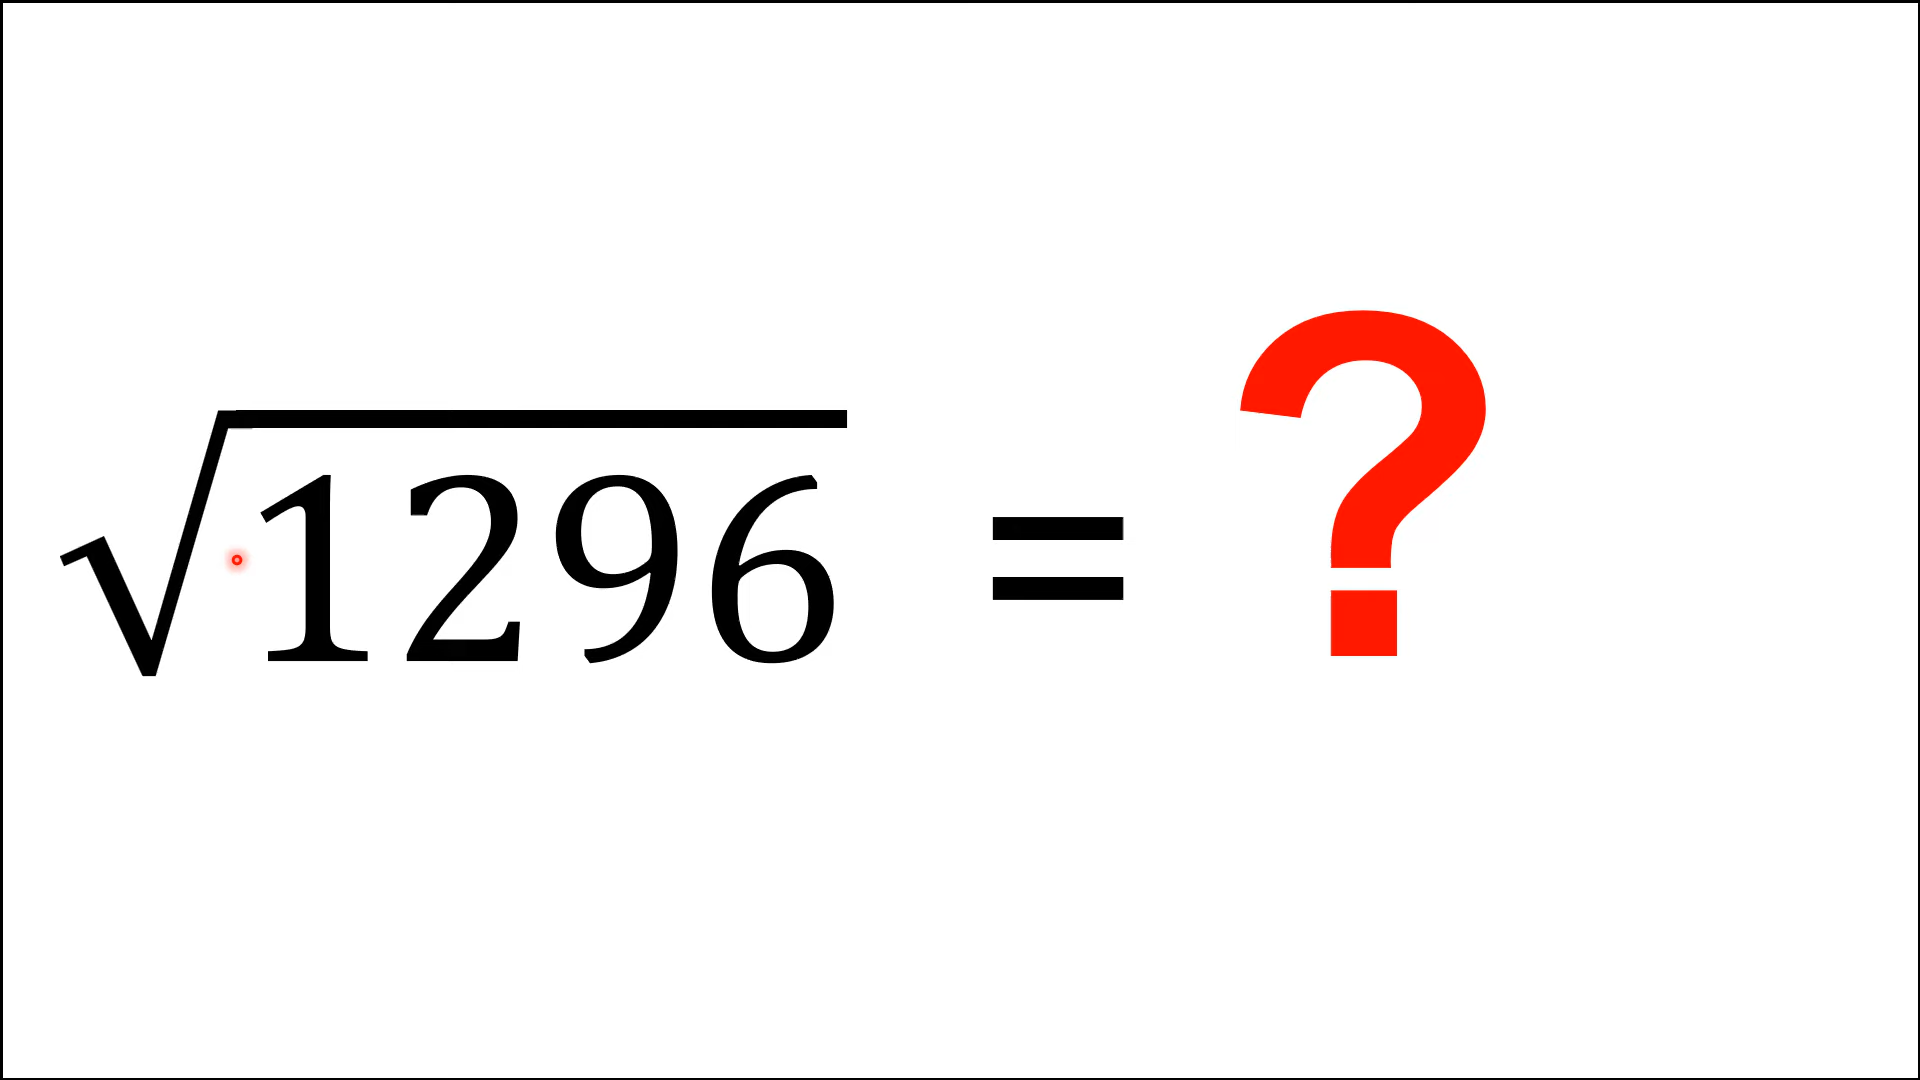 √1296 = ?